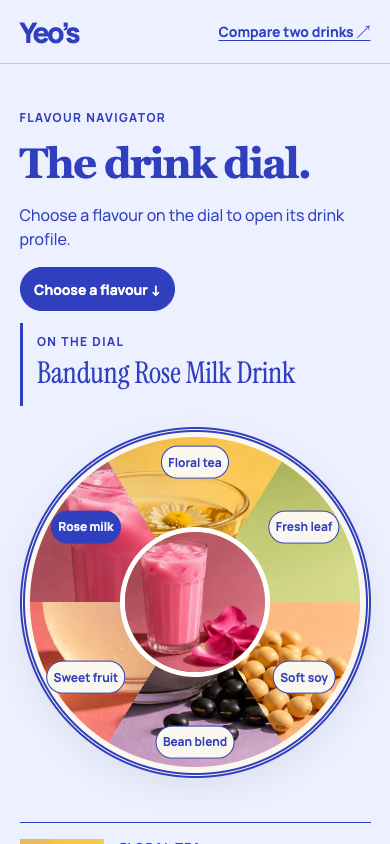 Yeo's
Compare two drinks ↗
FLAVOUR NAVIGATOR
The drink dial.
Choose a flavour on the dial to open its drink
profile.
Choose a flavour ↓
ON THE DIAL
Bandung Rose Milk Drink
Floral tea
Rose milk
Fresh leaf
Sweet fruit
Soft soy
Bean blend